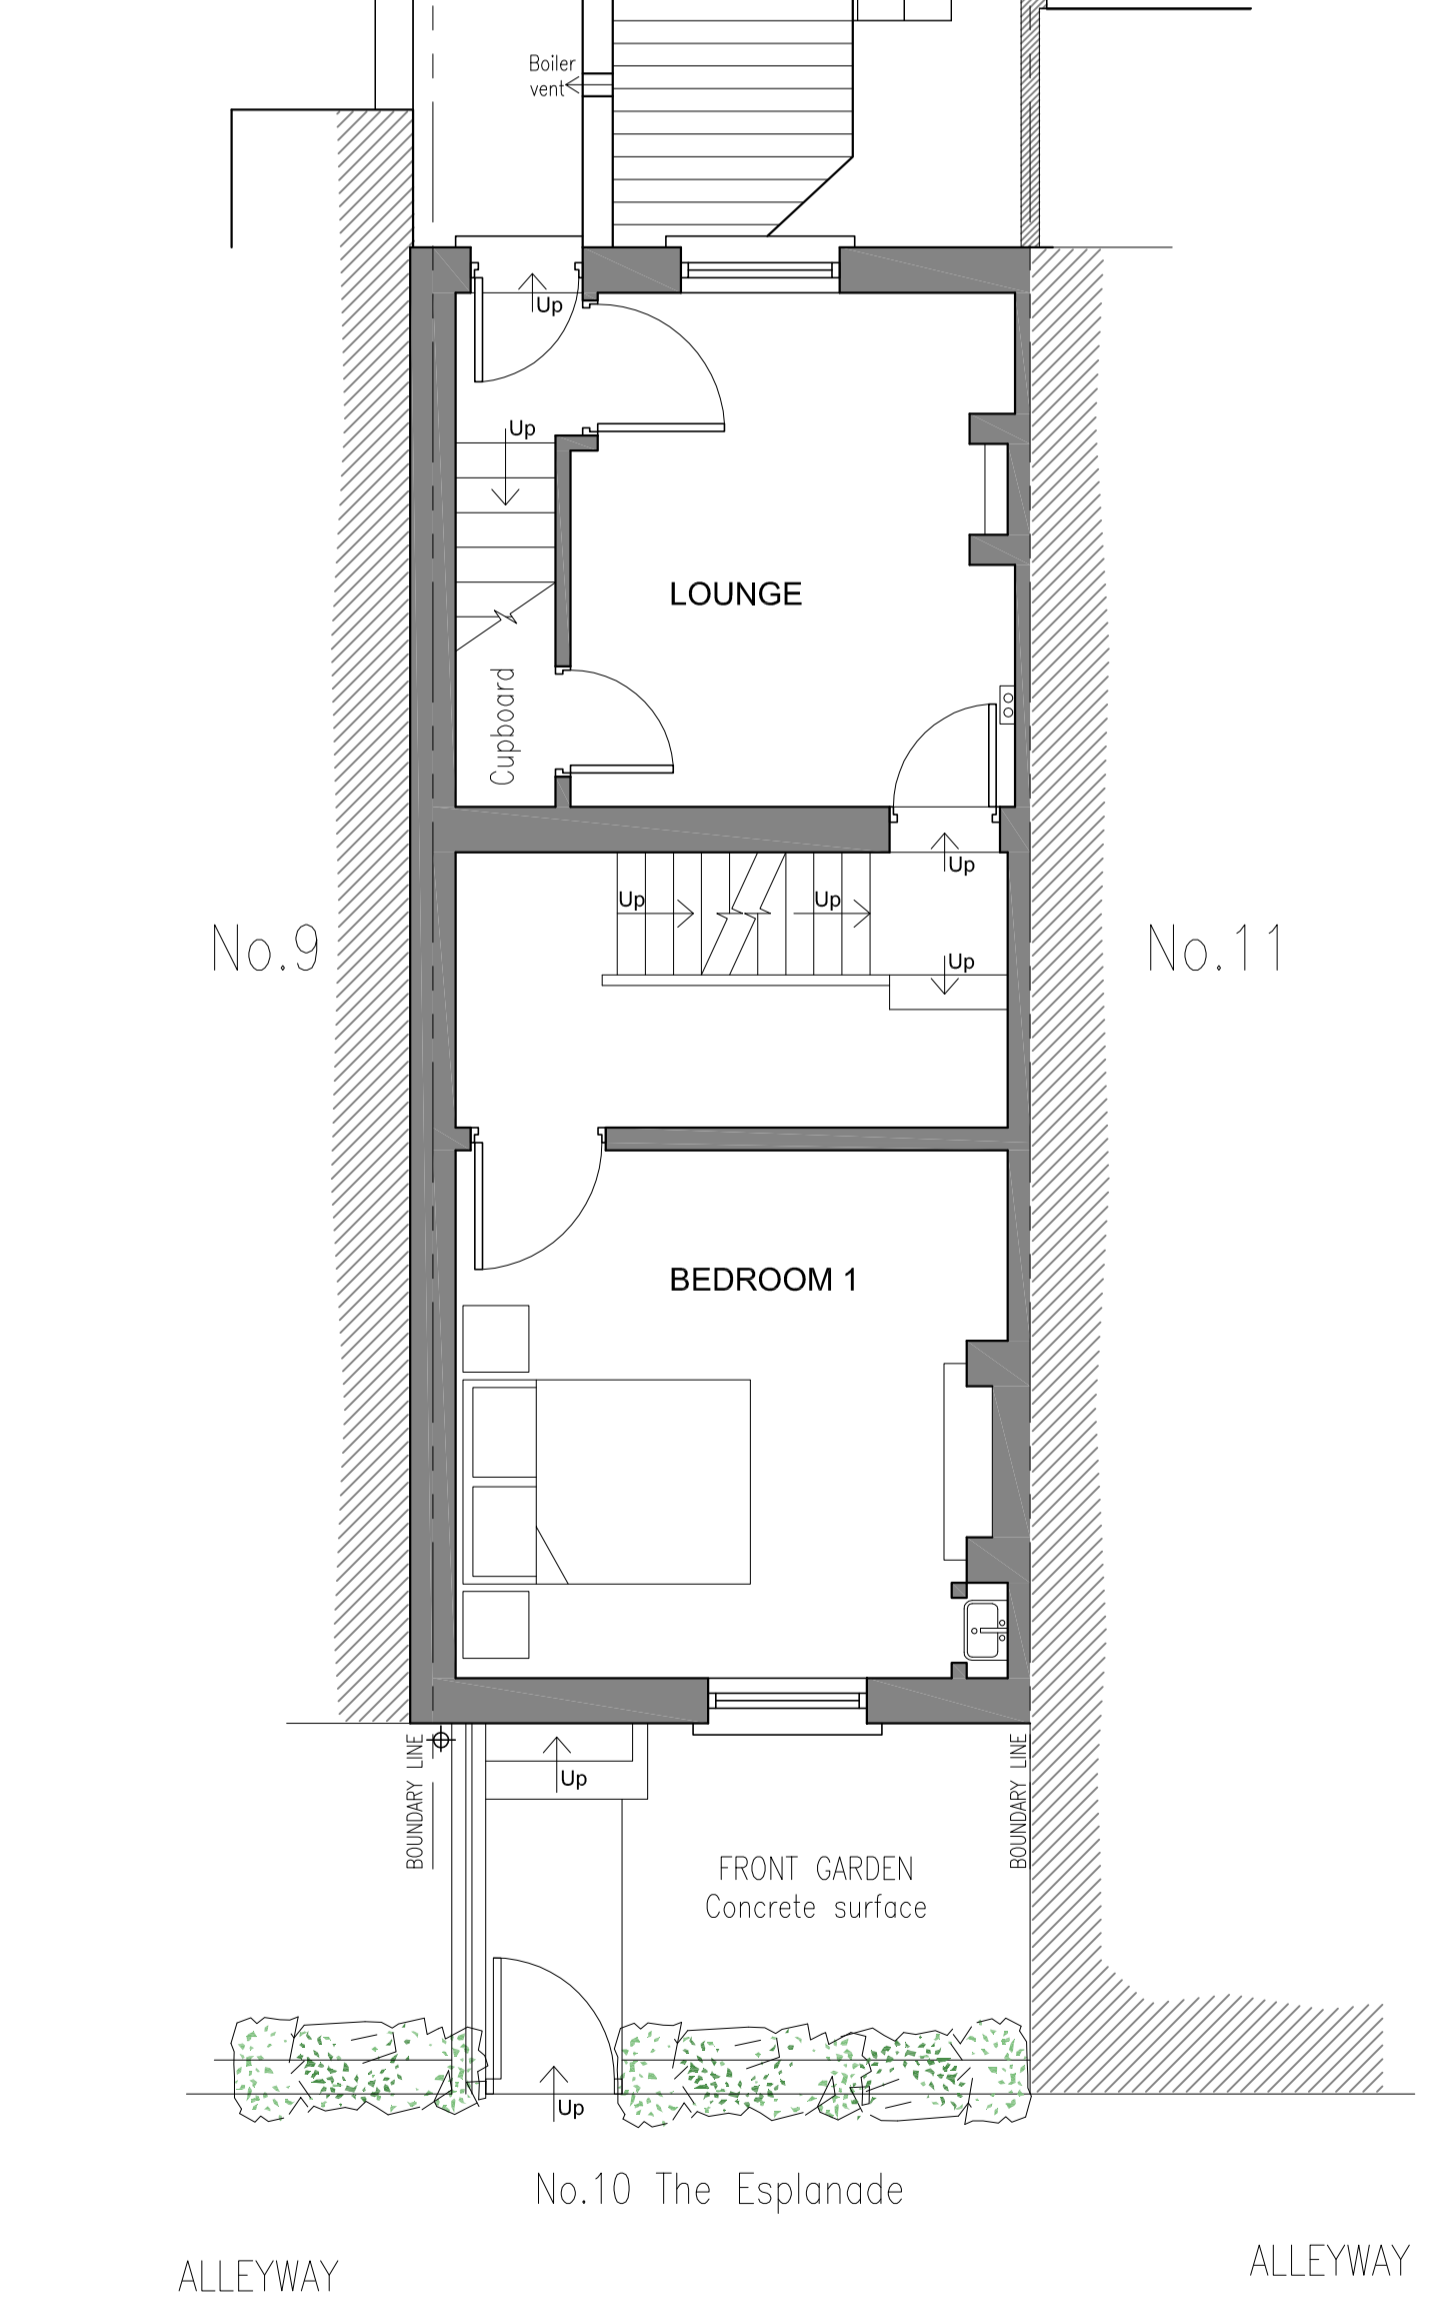 Boiler
vent
Up
Up
LOUNGE
Cupboard
Up
Up
Up
Up
No.9
No.11
BEDROOM 1
BOUNDARY LINE
BOUNDARY LINE
Up
FRONT GARDEN
Concrete surface
Up
No.10 The Esplanade
ALLEYWAY
ALLEYWAY